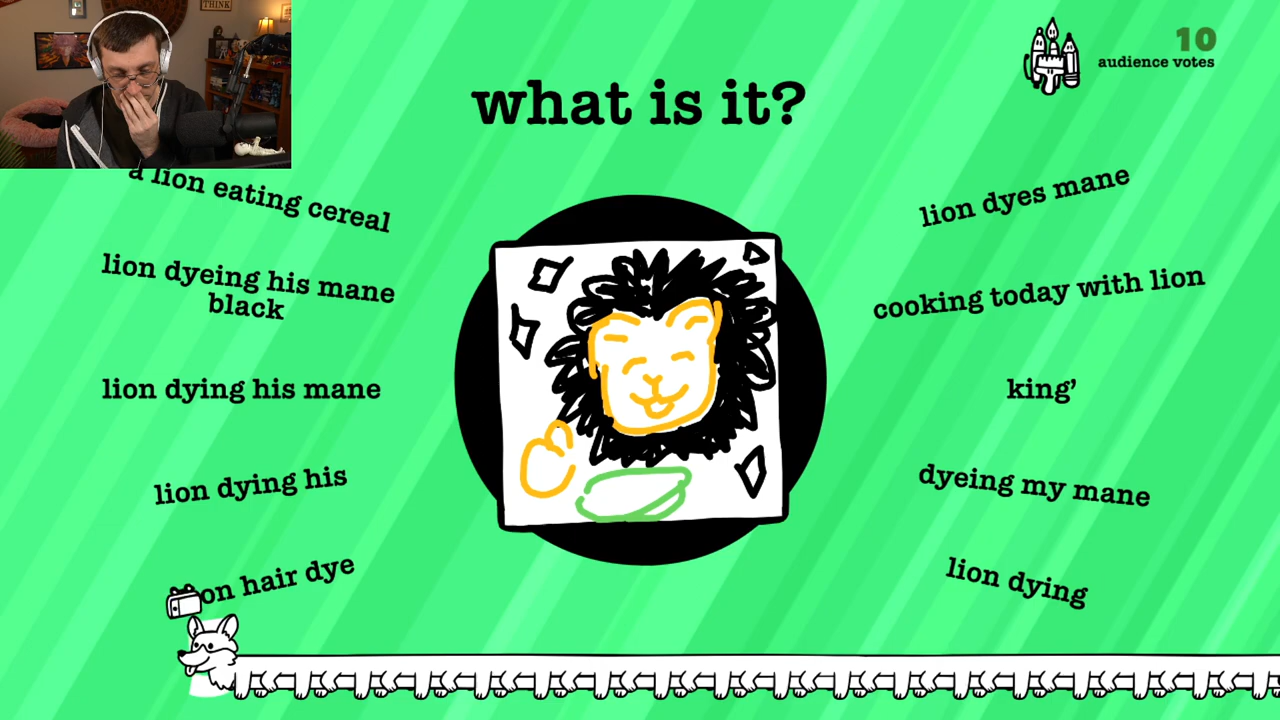 THINK
10
audience votes
what is it?
a lion eating cereal
lion dyeing his mane
black
lion dying his mane
lion dying his
on hair dye
lion dyes mane
cooking today with lion
king'
dyeing my mane
lion dying